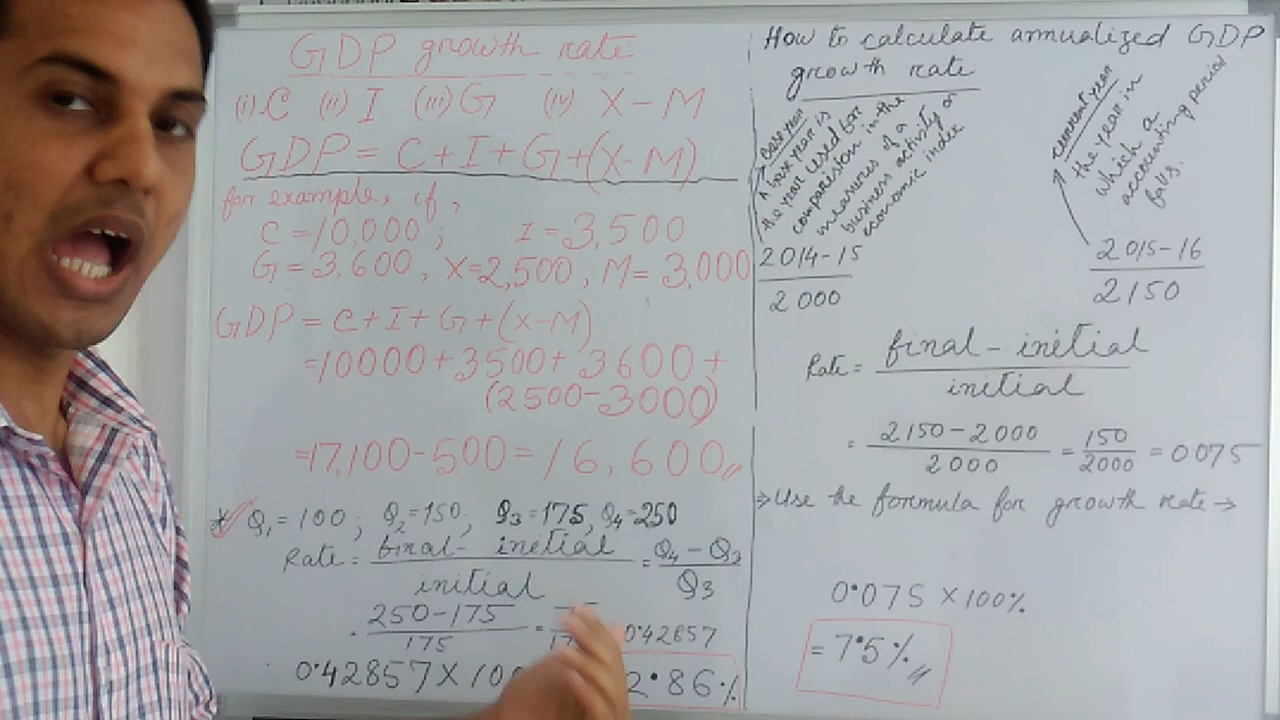 GDP growth rate
(i) C (ii) I (iii) G (iv) X-M
GDP = C+I+G+(X-M)
for example, if,
C = 10,000 ; I = 3,500
G = 3,600 , X = 2,500 ; M = 3,000
GDP = C+I+G+(X-M)
= 10000 + 3500 + 3600 +
(2500-3000)
= 17,100 - 500 = 16,600
* Q1 = 100 ; Q2 = 150 ; Q3 = 175, Q4 = 250
Rate = final - initial = Q4 - Q3
initial Q3
250-175 = 0.42857
175
0.42857 X 100 2.86%
How to calculate annualized GDP
growth rate
Base year
A base year is
the year used for
comparision in the
measures of a
business activity or
economic index
current year
the year in
which a
accounting period
falls.
2014-15 2015-16
2000 2150
Rate = final - initial
initial
= 2150 - 2000 = 150 = 0.075
2000 2000
⇒ Use the formula for growth rate →
0.075 X 100%
= 7.5%